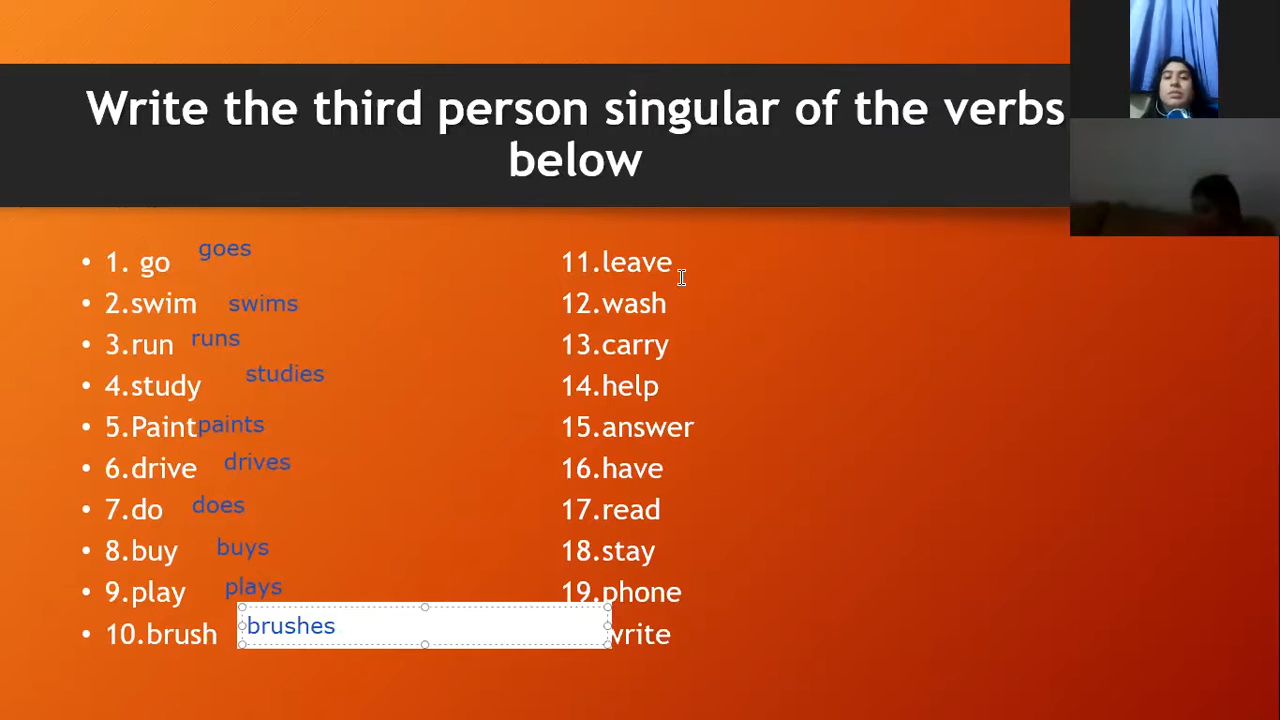 Write the third person singular of the verbs
below
• 1. go goes
• 2.swim swims
• 3.run runs
• 4.study studies
• 5.Paint paints
• 6.drive drives
• 7.do does
• 8.buy buys
• 9.play plays
• 10.brush brushes
11.leave
12.wash
13.carry
14.help
15.answer
16.have
17.read
18.stay
19.phone
write